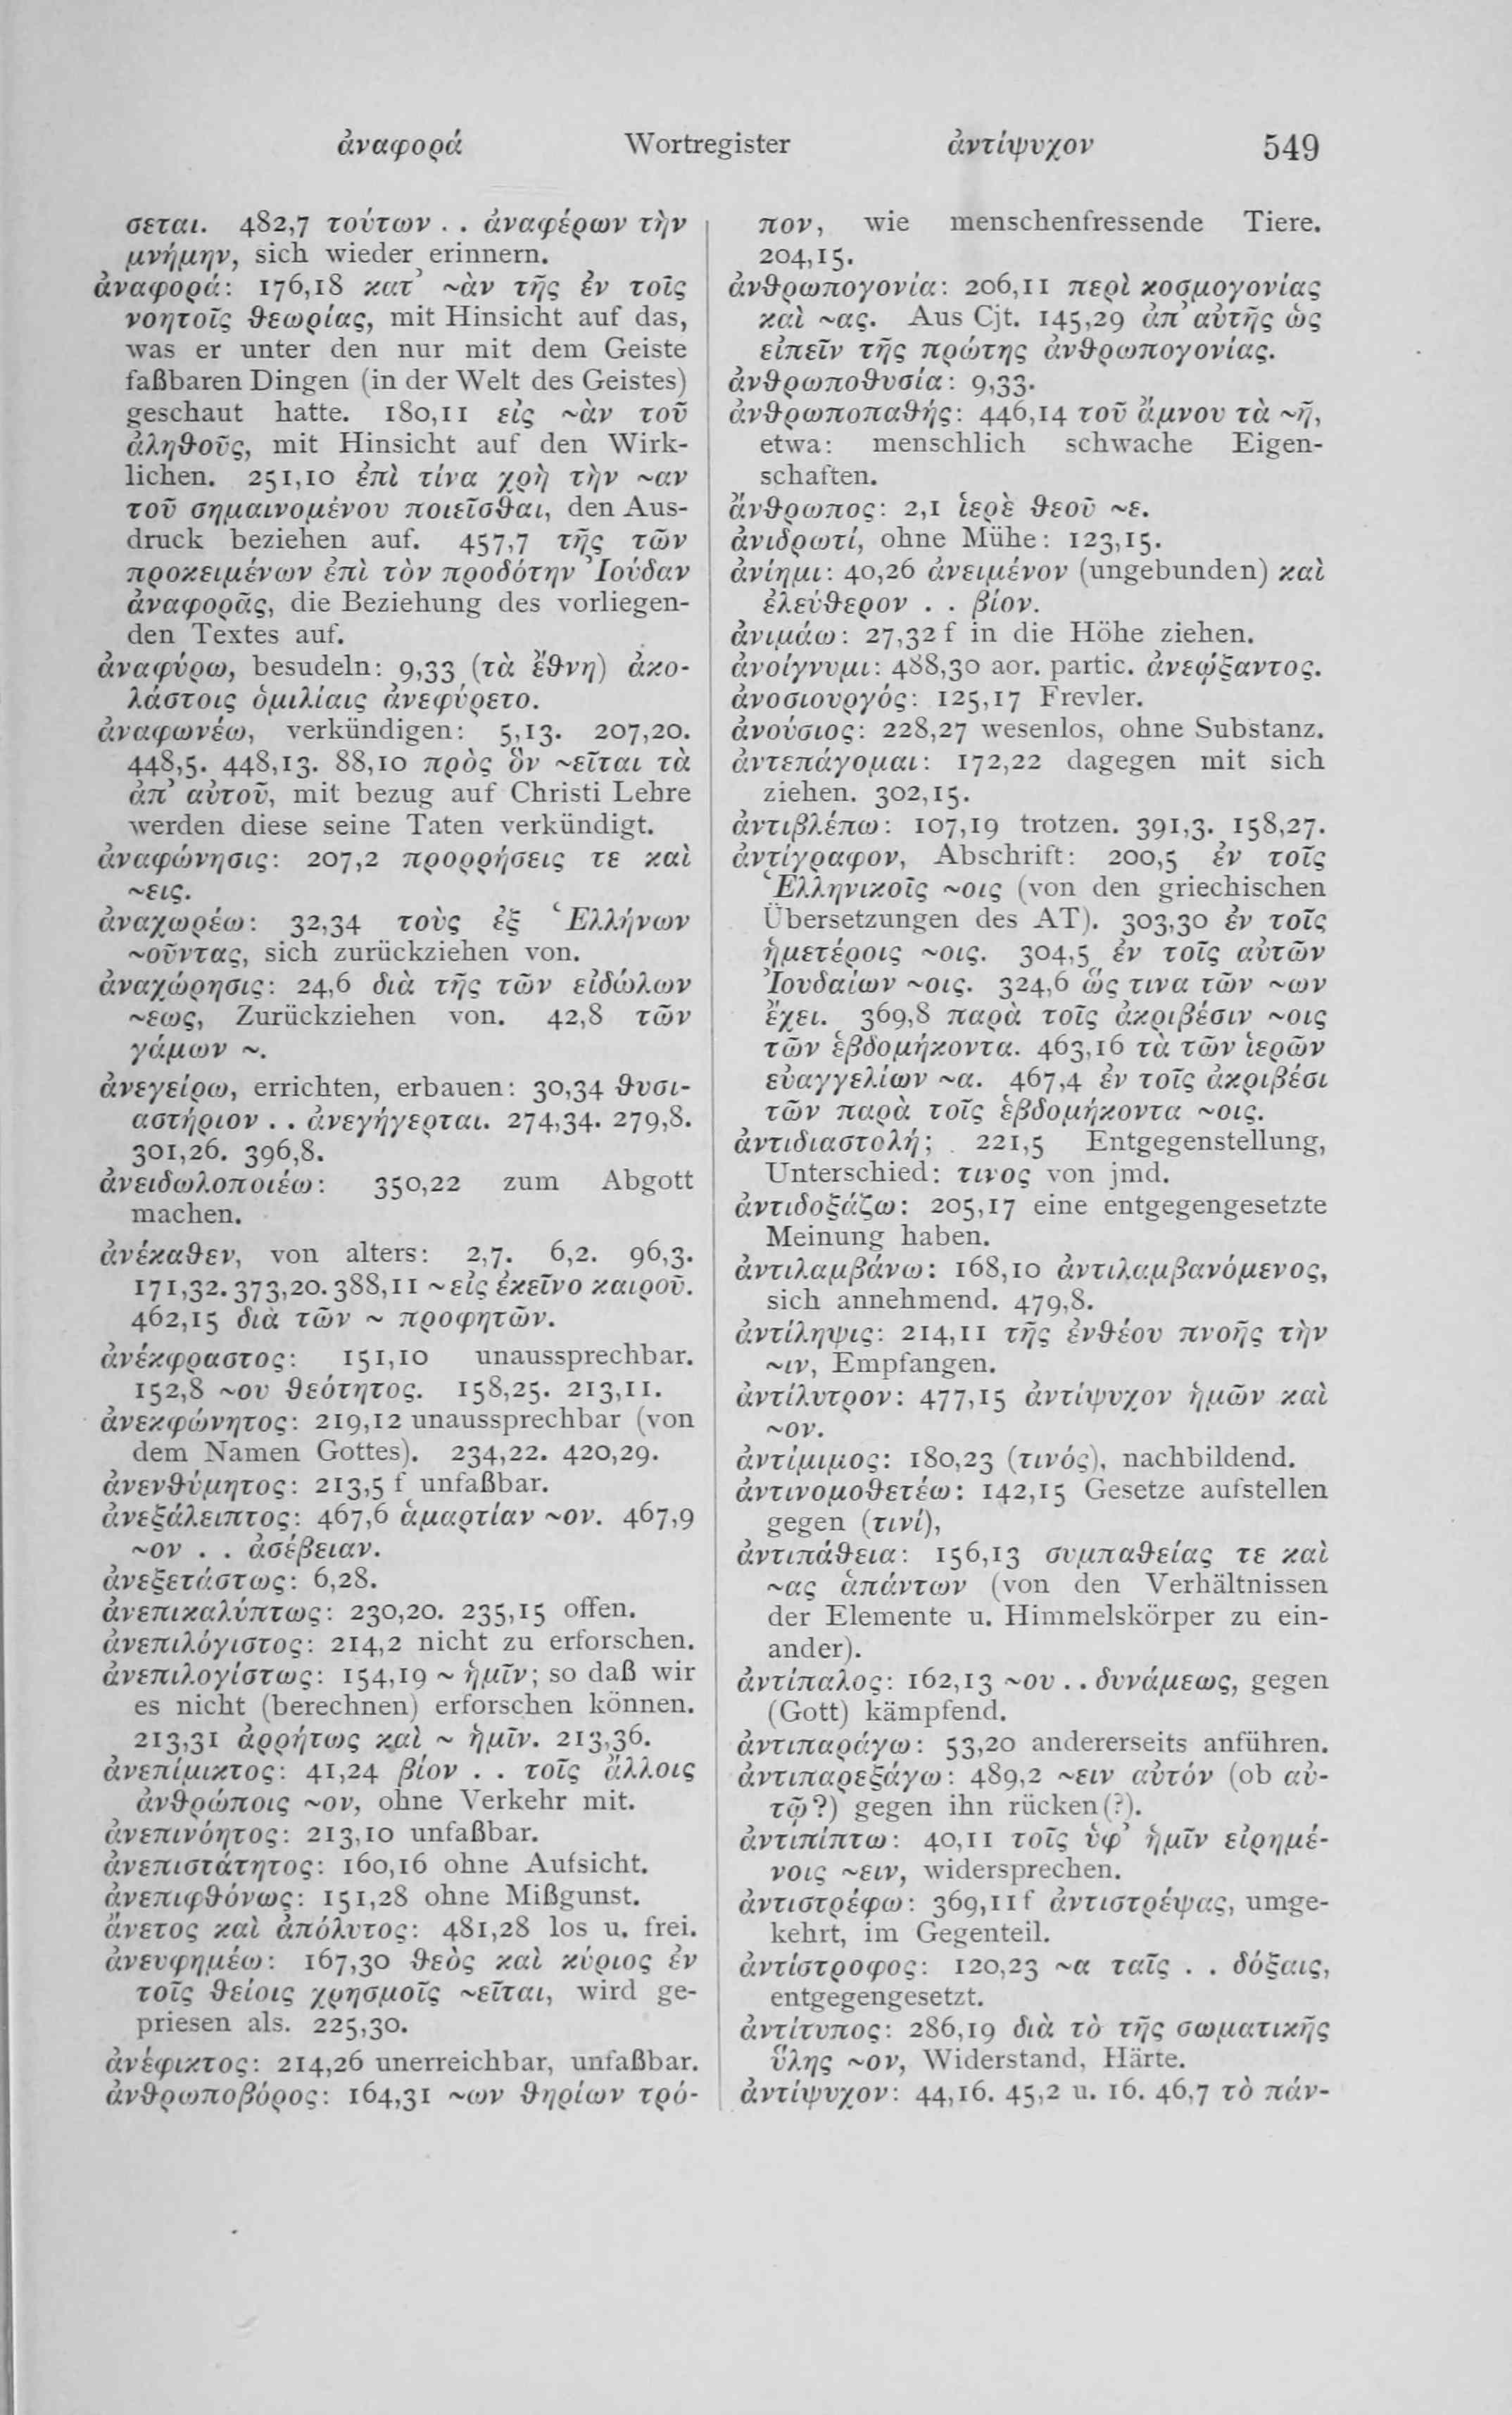 ἀναφορά Wortregister ἀντίψυχον 549
σεται. 482,7 τούτων . . ἀναφέρων τὴν
μνήμην, sich wieder erinnern.
ἀναφορά: 176,18 κατ’ ~ὰν τῆς ἐν τοῖς
νοητοῖς θεωρίας, mit Hinsicht auf das,
was er unter den nur mit dem Geiste
faßbaren Dingen (in der Welt des Geistes)
geschaut hatte. 180,11 εἰς ~ὰν τοῦ
ἀληθοῦς, mit Hinsicht auf den Wirk-
lichen. 251,10 ἐπὶ τίνα χρὴ τὴν ~αν
τοῦ σημαινομένου ποιεῖσθαι, den Aus-
druck beziehen auf. 457,7 τῆς τῶν
προκειμένων ἐπὶ τὸν προδότην Ἰούδαν
ἀναφορᾶς, die Beziehung des vorliegen-
den Textes auf.
ἀναφύρω, besudeln: 9,33 (τὰ ἔθνη) ἀκο-
λάστοις ὁμιλίαις ἀνεφύρετο.
ἀναφωνέω, verkündigen: 5,13. 207,20.
448,5. 448,13. 88,10 πρὸς ὃν ~εῖται τὰ
ἀπ’ αὐτοῦ, mit bezug auf Christi Lehre
werden diese seine Taten verkündigt.
ἀναφώνησις: 207,2 προρρήσεις τε καὶ
~εις.
ἀναχωρέω: 32,34 τοὺς ἐξ Ἑλλήνων
~οῦντας, sich zurückziehen von.
ἀναχώρησις: 24,6 διὰ τῆς τῶν εἰδώλων
~εως, Zurückziehen von. 42,8 τῶν
γάμων ~.
ἀνεγείρω, errichten, erbauen: 30,34 θυσι-
αστήριον . . ἀνεγήγερται. 274,34. 279,8.
301,26. 396,8.
ἀνειδωλοποιέω: 350,22 zum Abgott
machen.
ἀνέκαθεν, von alters: 2,7. 6,2. 96,3.
171,32. 373,20. 388,11 ~ εἰς ἐκεῖνο καιροῦ.
462,15 διὰ τῶν ~ προφητῶν.
ἀνέκφραστος: 151,10 unaussprechbar.
152,8 ~ου θεότητος. 158,25. 213,11.
ἀνεκφώνητος: 219,12 unaussprechbar (von
dem Namen Gottes). 234,22. 420,29.
ἀνενθύμητος: 213,5 f unfaßbar.
ἀνεξάλειπτος: 467,6 ἁμαρτίαν ~ον. 467,9
~ον . . ἀσέβειαν.
ἀνεξετάστως: 6,28.
ἀνεπικαλύπτως: 230,20. 235,15 offen.
ἀνεπιλόγιστος: 214,2 nicht zu erforschen.
ἀνεπιλογίστως: 154,19 ~ ἡμῖν; so daß wir
es nicht (berechnen) erforschen können.
213,31 ἀρρήτως καὶ ~ ἡμῖν. 213,36.
ἀνεπίμικτος: 41,24 βίον . . τοῖς ἄλλοις
ἀνθρώποις ~ον, ohne Verkehr mit.
ἀνεπινόητος: 213,10 unfaßbar.
ἀνεπιστάτητος: 160,16 ohne Aufsicht.
ἀνεπιφθόνως: 151,28 ohne Mißgunst.
ἄνετος καὶ ἀπόλυτος: 481,28 los u. frei.
ἀνευφημέω: 167,30 θεὸς καὶ κύριος ἐν
τοῖς θείοις χρησμοῖς ~εῖται, wird ge-
priesen als. 225,30.
ἀνέφικτος: 214,26 unerreichbar, unfaßbar.
ἀνθρωποβόρος: 164,31 ~ων θηρίων τρό-
πον, wie menschenfressende Tiere.
204,15.
ἀνθρωπογονία: 206,11 περὶ κοσμογονίας
καὶ ~ας. Aus Cjt. 145,29 ἀπ’ αὐτῆς ὡς
εἰπεῖν τῆς πρώτης ἀνθρωπογονίας.
ἀνθρωποθυσία: 9,33.
ἀνθρωποπαθής: 446,14 τοῦ ἄμνου τὰ ~ῆ,
etwa: menschlich schwache Eigen-
schaften.
ἄνθρωπος: 2,1 ἱερὲ θεοῦ ~ε.
ἀνιδρωτί, ohne Mühe: 123,15.
ἀνίημι: 40,26 ἀνειμένον (ungebunden) καὶ
ἐλεύθερον . . βίον.
ἀνιμάω: 27,32 f in die Höhe ziehen.
ἀνοίγνυμι: 488,30 aor. partic. ἀνεῴξαντος.
ἀνοσιουργός: 125,17 Frevler.
ἀνούσιος: 228,27 wesenlos, ohne Substanz.
ἀντεπάγομαι: 172,22 dagegen mit sich
ziehen. 302,15.
ἀντιβλέπω: 107,19 trotzen. 391,3. 158,27.
ἀντίγραφον, Abschrift: 200,5 ἐν τοῖς
Ἑλληνικοῖς ~οις (von den griechischen
Übersetzungen des AT). 303,30 ἐν τοῖς
ἡμετέροις ~οις. 304,5 ἐν τοῖς αὐτῶν
Ἰουδαίων ~οις. 324,6 ὥς τινα τῶν ~ων
ἔχει. 369,8 παρὰ τοῖς ἀκριβέσιν ~οις
τῶν ἑβδομήκοντα. 463,16 τὰ τῶν ἱερῶν
εὐαγγελίων ~α. 467,4 ἐν τοῖς ἀκριβέσι
τῶν παρὰ τοῖς ἑβδομήκοντα ~οις.
ἀντιδιαστολή; 221,5 Entgegenstellung,
Unterschied: τινος von jmd.
ἀντιδοξάζω: 205,17 eine entgegengesetzte
Meinung haben.
ἀντιλαμβάνω: 168,10 ἀντιλαμβανόμενος,
sich annehmend. 479,8.
ἀντίληψις: 214,11 τῆς ἐνθέου πνοῆς τὴν
~ιν, Empfangen.
ἀντίλυτρον: 477,15 ἀντίψυχον ἡμῶν καὶ
~ον.
ἀντίμιμος: 180,23 (τινός), nachbildend.
ἀντινομοθετέω: 142,15 Gesetze aufstellen
gegen (τινί),
ἀντιπάθεια: 156,13 συμπαθείας τε καὶ
~ας ἁπάντων (von den Verhältnissen
der Elemente u. Himmelskörper zu ein-
ander).
ἀντίπαλος: 162,13 ~ου . . δυνάμεως, gegen
(Gott) kämpfend.
ἀντιπαράγω: 53,20 andererseits anführen.
ἀντιπαρεξάγω: 489,2 ~ειν αὐτόν (ob αὐ-
τῷ?) gegen ihn rücken(?).
ἀντιπίπτω: 40,11 τοῖς ὑφ’ ἡμῖν εἰρημέ-
νοις ~ειν, widersprechen.
ἀντιστρέφω: 369,11f ἀντιστρέψας, umge-
kehrt, im Gegenteil.
ἀντίστροφος: 120,23 ~α ταῖς . . δόξαις,
entgegengesetzt.
ἀντίτυπος: 286,19 διὰ τὸ τῆς σωματικῆς
ὕλης ~ον, Widerstand, Härte.
ἀντίψυχον: 44,16. 45,2 u. 16. 46,7 τὸ πάν-